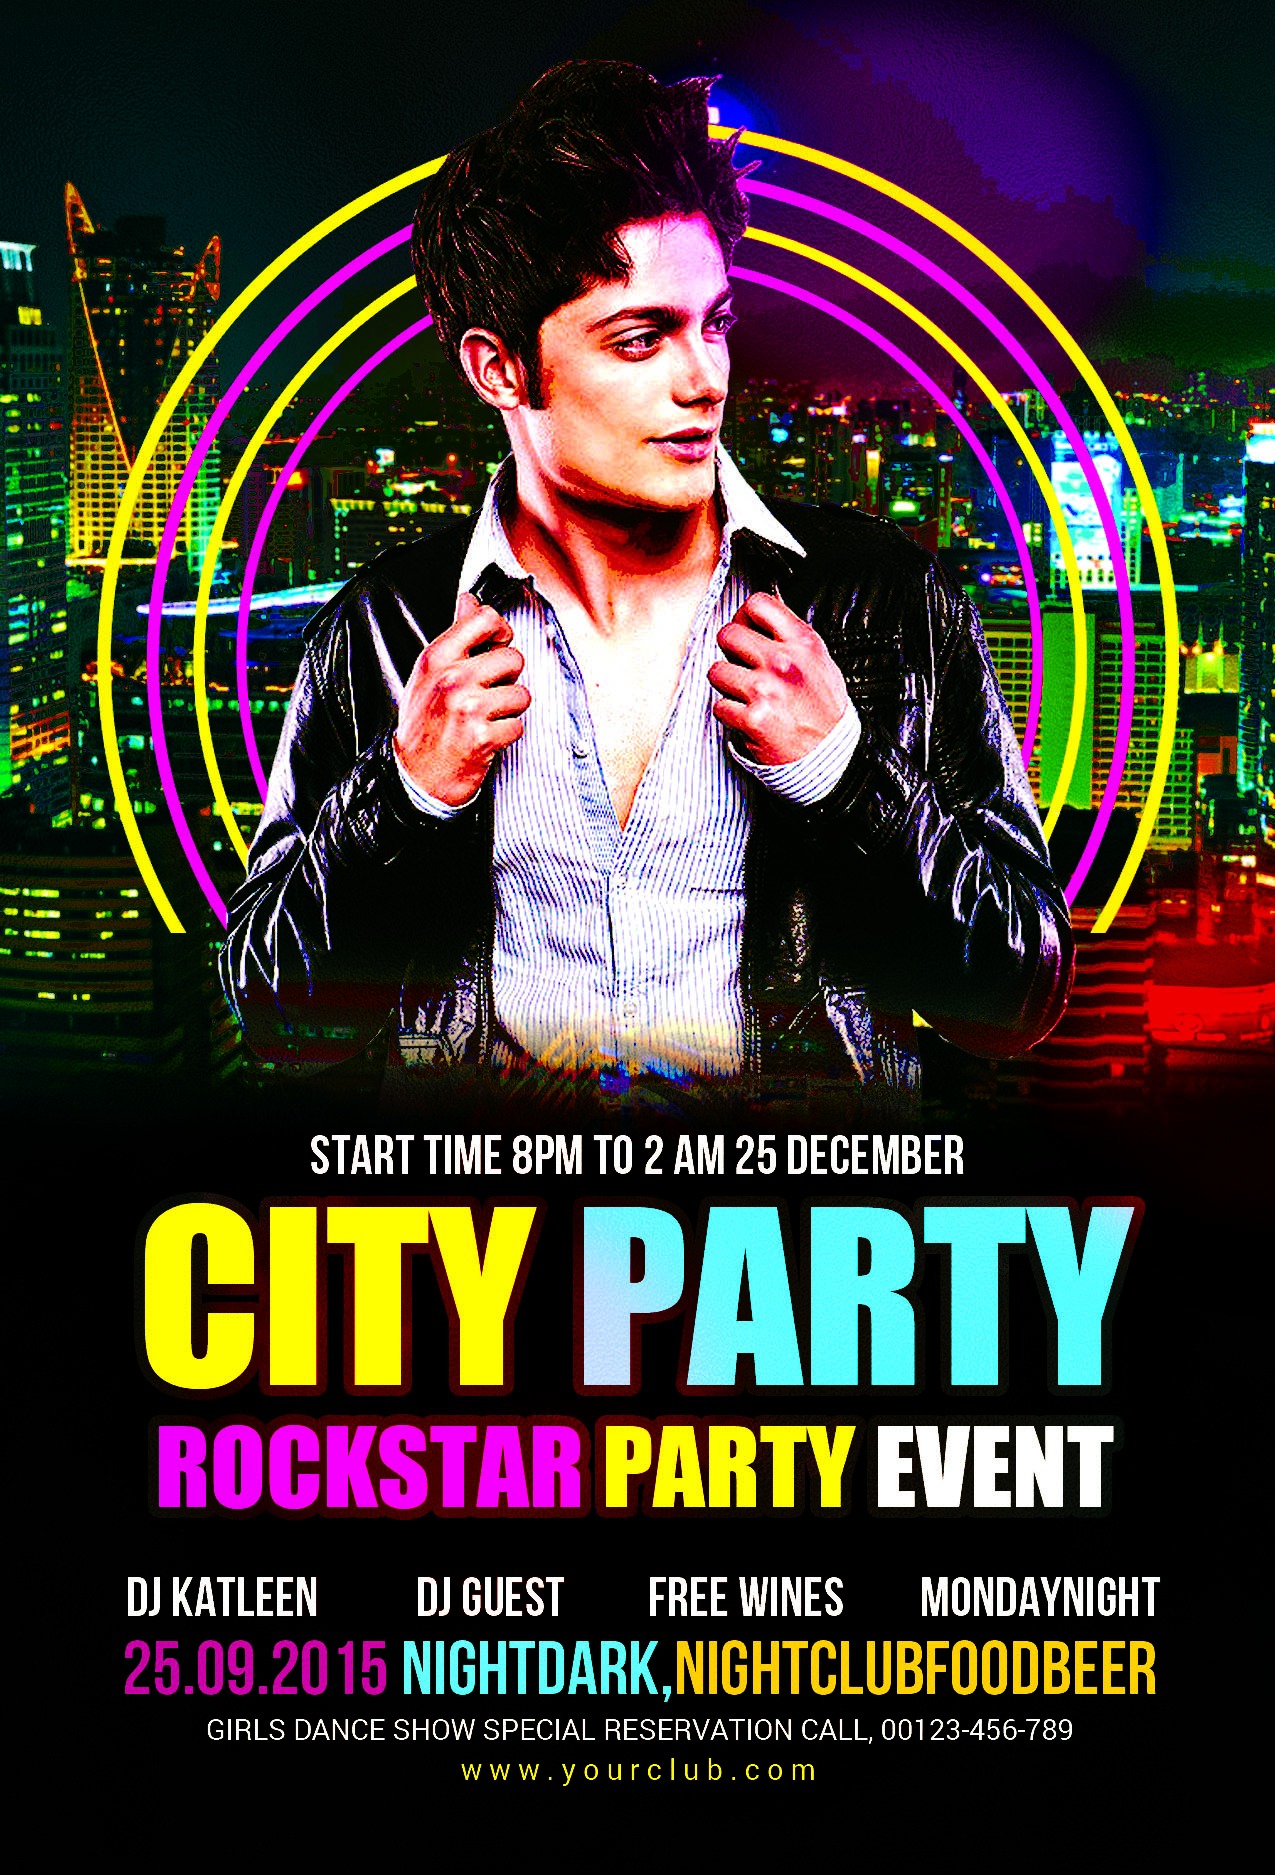 START TIME 8PM TO 2 AM 25 DECEMBER
CITY PARTY
ROCKSTAR PARTY EVENT
DJ KATLEEN DJ GUEST FREE WINES MONDAYNIGHT
25.09.2015 NIGHTDARK,NIGHTCLUBFOODBEER
GIRLS DANCE SHOW SPECIAL RESERVATION CALL, 00123-456-789
www.yourclub.com